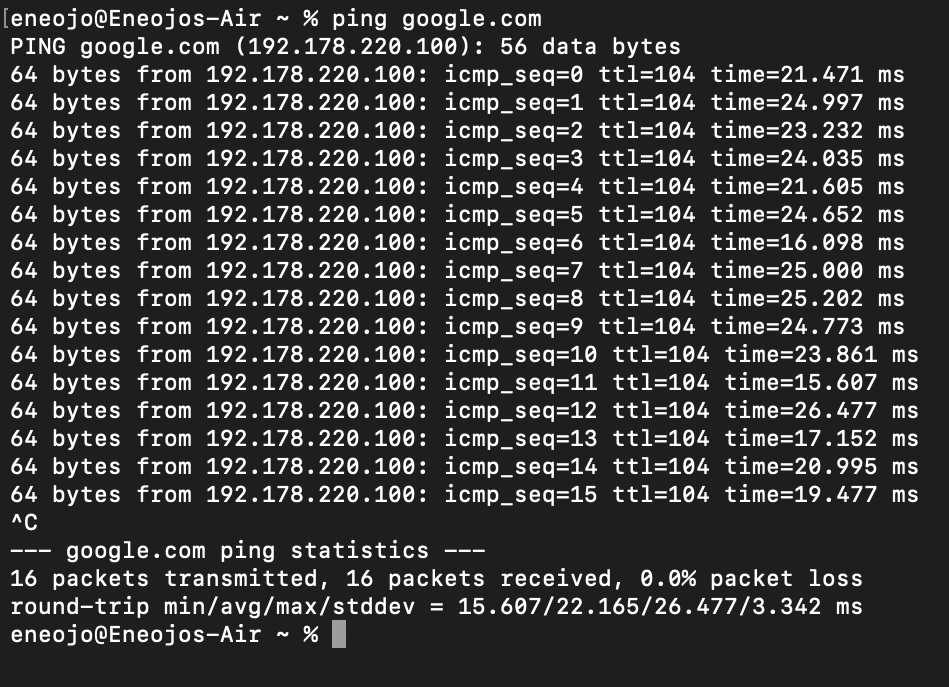 [eneojo@Eneojos-Air ~ % ping google.com
PING google.com (192.178.220.100): 56 data bytes
64 bytes from 192.178.220.100: icmp_seq=0 ttl=104 time=21.471 ms
64 bytes from 192.178.220.100: icmp_seq=1 ttl=104 time=24.997 ms
64 bytes from 192.178.220.100: icmp_seq=2 ttl=104 time=23.232 ms
64 bytes from 192.178.220.100: icmp_seq=3 ttl=104 time=24.035 ms
64 bytes from 192.178.220.100: icmp_seq=4 ttl=104 time=21.605 ms
64 bytes from 192.178.220.100: icmp_seq=5 ttl=104 time=24.652 ms
64 bytes from 192.178.220.100: icmp_seq=6 ttl=104 time=16.098 ms
64 bytes from 192.178.220.100: icmp_seq=7 ttl=104 time=25.000 ms
64 bytes from 192.178.220.100: icmp_seq=8 ttl=104 time=25.202 ms
64 bytes from 192.178.220.100: icmp_seq=9 ttl=104 time=24.773 ms
64 bytes from 192.178.220.100: icmp_seq=10 ttl=104 time=23.861 ms
64 bytes from 192.178.220.100: icmp_seq=11 ttl=104 time=15.607 ms
64 bytes from 192.178.220.100: icmp_seq=12 ttl=104 time=26.477 ms
64 bytes from 192.178.220.100: icmp_seq=13 ttl=104 time=17.152 ms
64 bytes from 192.178.220.100: icmp_seq=14 ttl=104 time=20.995 ms
64 bytes from 192.178.220.100: icmp_seq=15 ttl=104 time=19.477 ms
^C
--- google.com ping statistics ---
16 packets transmitted, 16 packets received, 0.0% packet loss
round-trip min/avg/max/stddev = 15.607/22.165/26.477/3.342 ms
eneojo@Eneojos-Air ~ %